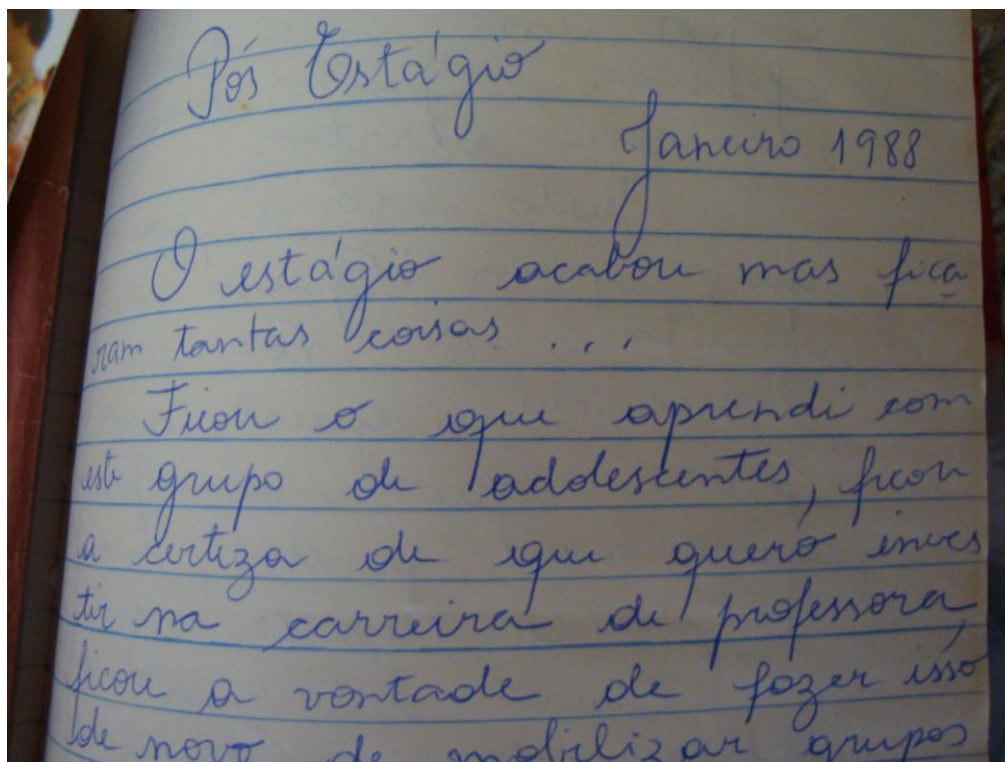 Pós Estágio
Janeiro 1988
O estágio acabou mas fica
ram tantas coisas ...
Ficou o que aprendi com
este grupo de adolescentes, ficou
a certeza de que quero inves
tir na carreira de professora,
ficou a vontade de fazer isso
de novo de mobilizar grupos